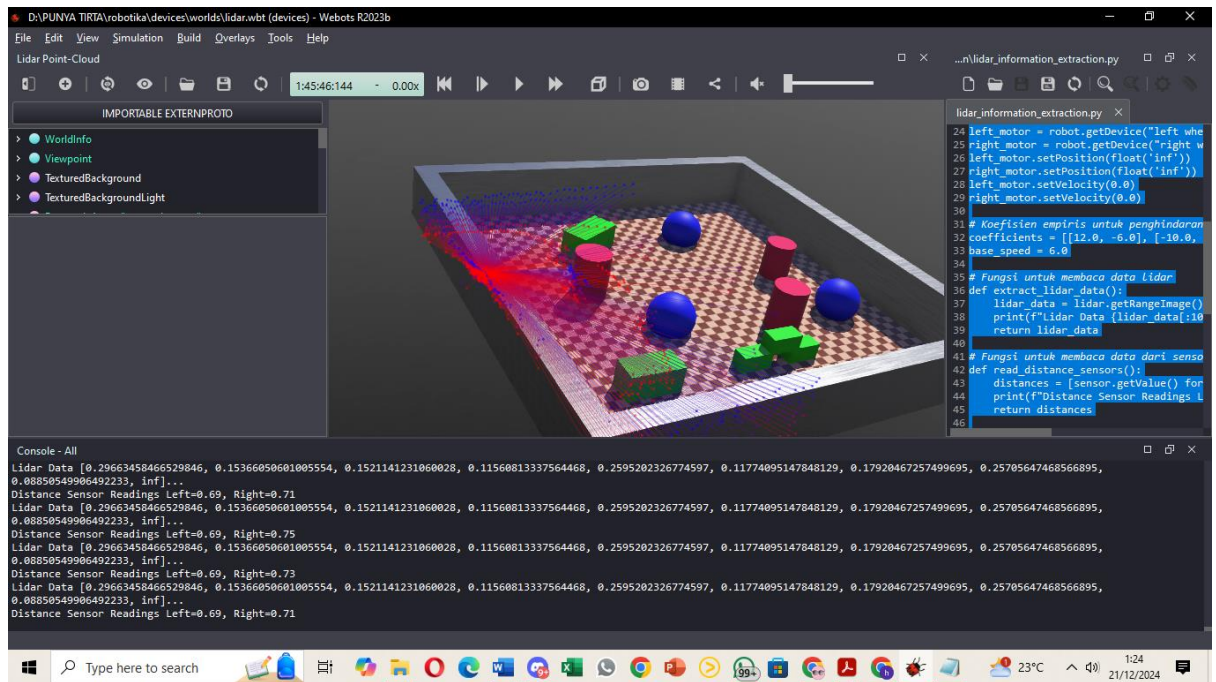 D:\PUNYA TIRTA\robotika\devices\worlds\lidar.wbt (devices) - Webots R2023b
File Edit View Simulation Build Overlays Tools Help
Lidar Point-Cloud
...n\lidar_information_extraction.py
1:45:46:144 - 0.00x
IMPORTABLE EXTERNPROTO
WorldInfo
Viewpoint
TexturedBackground
TexturedBackgroundLight
lidar_information_extraction.py
24 left_motor = robot.getDevice("left whe
25 right_motor = robot.getDevice("right w
26 left_motor.setPosition(float('inf'))
27 right_motor.setPosition(float('inf'))
28 left_motor.setVelocity(0.0)
29 right_motor.setVelocity(0.0)
30
31 # Koefisien empiris untuk penghindaran
32 coefficients = [[12.0, -6.0], [-10.0,
33 base_speed = 6.0
34
35 # Fungsi untuk membaca data Lidar
36 def extract_lidar_data():
37 lidar_data = lidar.getRangeImage()
38 print(f"Lidar Data {lidar_data[:10
39 return lidar_data
40
41 # Fungsi untuk membaca data dari senso
42 def read_distance_sensors():
43 distances = [sensor.getValue() for
44 print(f"Distance Sensor Readings L
45 return distances
46
Console - All
Lidar Data [0.29663458466529846, 0.15366050601005554, 0.1521141231060028, 0.11560813337564468, 0.2595202326774597, 0.11774095147848129, 0.17920467257499695, 0.25705647468566895,
0.08850549906492233, inf]...
Distance Sensor Readings Left=0.69, Right=0.71
Lidar Data [0.29663458466529846, 0.15366050601005554, 0.1521141231060028, 0.11560813337564468, 0.2595202326774597, 0.11774095147848129, 0.17920467257499695, 0.25705647468566895,
0.08850549906492233, inf]...
Distance Sensor Readings Left=0.69, Right=0.75
Lidar Data [0.29663458466529846, 0.15366050601005554, 0.1521141231060028, 0.11560813337564468, 0.2595202326774597, 0.11774095147848129, 0.17920467257499695, 0.25705647468566895,
0.08850549906492233, inf]...
Distance Sensor Readings Left=0.69, Right=0.73
Lidar Data [0.29663458466529846, 0.15366050601005554, 0.1521141231060028, 0.11560813337564468, 0.2595202326774597, 0.11774095147848129, 0.17920467257499695, 0.25705647468566895,
0.08850549906492233, inf]...
Distance Sensor Readings Left=0.69, Right=0.71
Type here to search
99+
23°C
1:24
21/12/2024